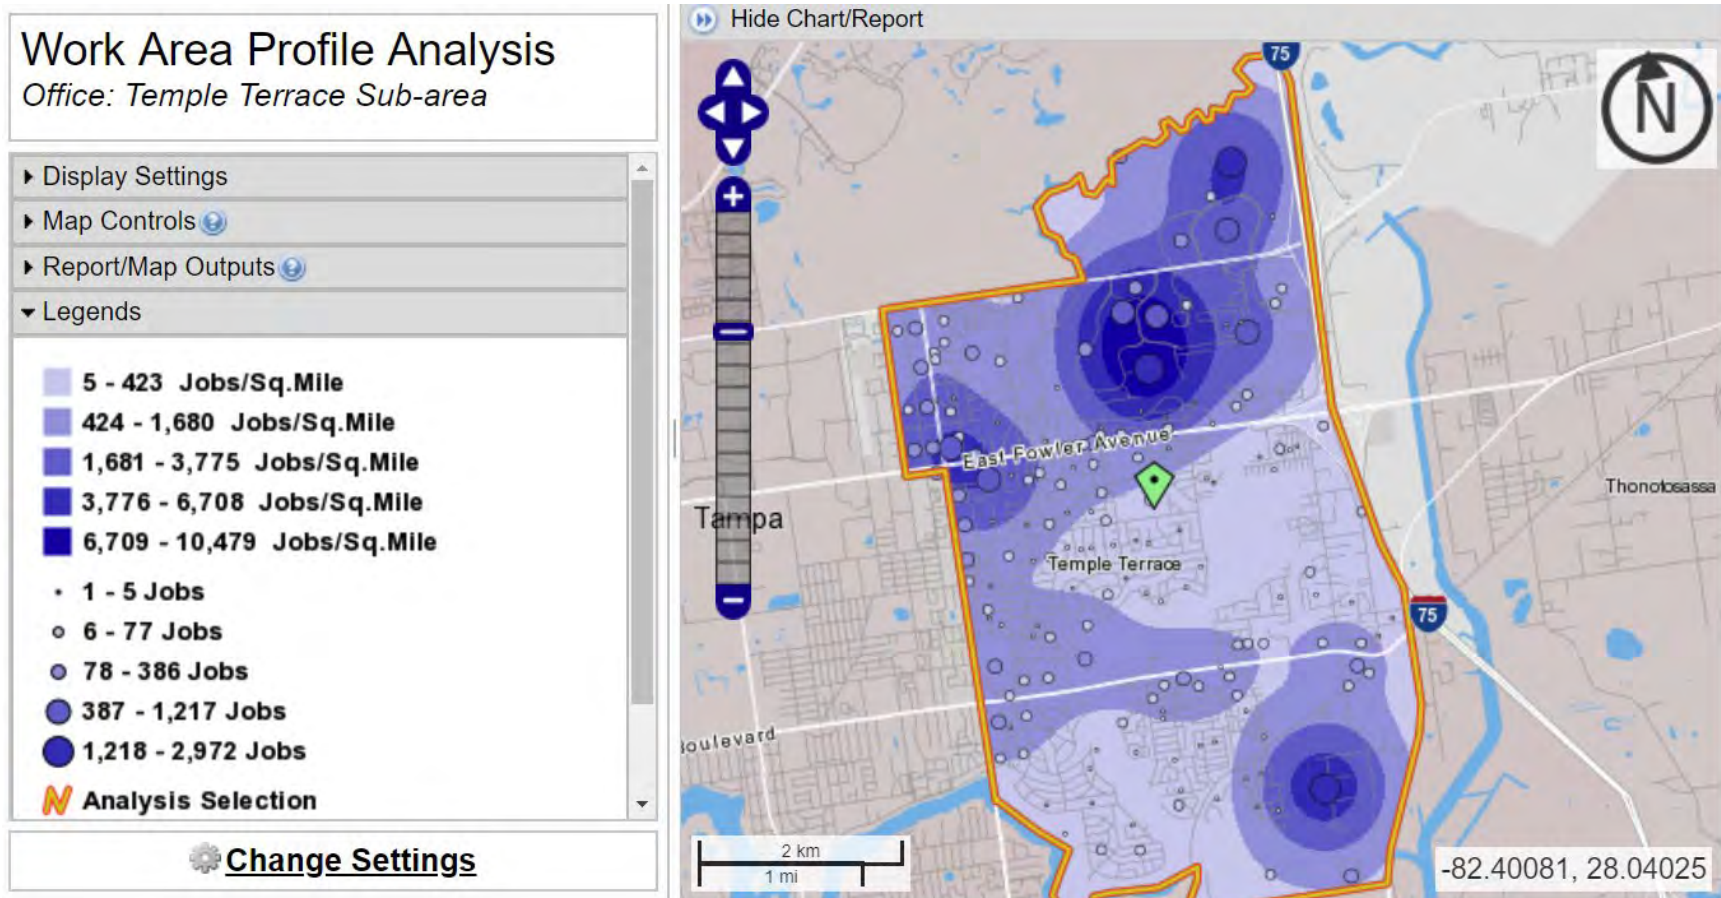 Work Area Profile Analysis
Office: Temple Terrace Sub-area
Display Settings
Map Controls ?
Report/Map Outputs ?
Legends
5 - 423 Jobs/Sq.Mile
424 - 1,680 Jobs/Sq.Mile
1,681 - 3,775 Jobs/Sq.Mile
3,776 - 6,708 Jobs/Sq.Mile
6,709 - 10,479 Jobs/Sq.Mile
1 - 5 Jobs
6 - 77 Jobs
78 - 386 Jobs
387 - 1,217 Jobs
1,218 - 2,972 Jobs
Analysis Selection
Change Settings
Hide Chart/Report
75
N
East Fowler Avenue
Thonotosassa
Tampa
Temple Terrace
75
Boulevard
2 km
1 mi
-82.40081, 28.04025